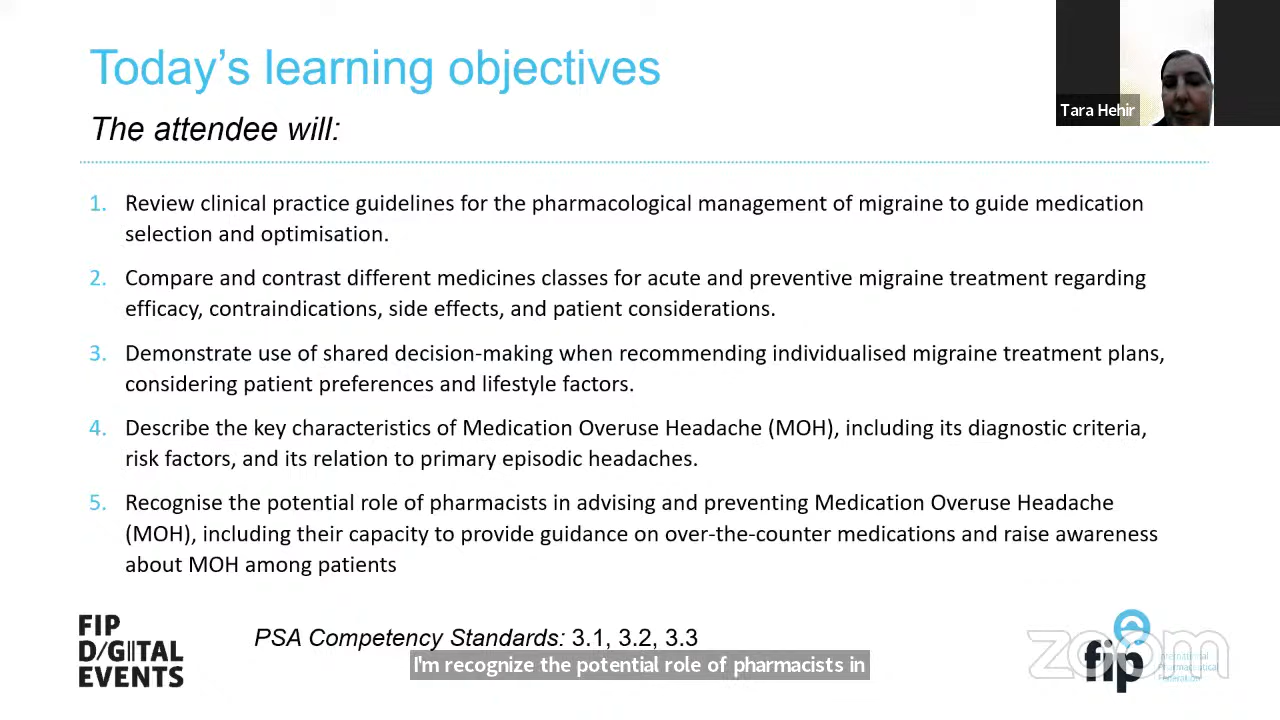 Today's learning objectives
The attendee will:
Tara Hehir
1. Review clinical practice guidelines for the pharmacological management of migraine to guide medication
selection and optimisation.
2. Compare and contrast different medicines classes for acute and preventive migraine treatment regarding
efficacy, contraindications, side effects, and patient considerations.
3. Demonstrate use of shared decision-making when recommending individualised migraine treatment plans,
considering patient preferences and lifestyle factors.
4. Describe the key characteristics of Medication Overuse Headache (MOH), including its diagnostic criteria,
risk factors, and its relation to primary episodic headaches.
5. Recognise the potential role of pharmacists in advising and preventing Medication Overuse Headache
(MOH), including their capacity to provide guidance on over-the-counter medications and raise awareness
about MOH among patients
FIP
D/GITAL
EVENTS
PSA Competency Standards: 3.1, 3.2, 3.3
I'm recognize the potential role of pharmacists in
zoom
fip
International
Pharmaceutical
Federation